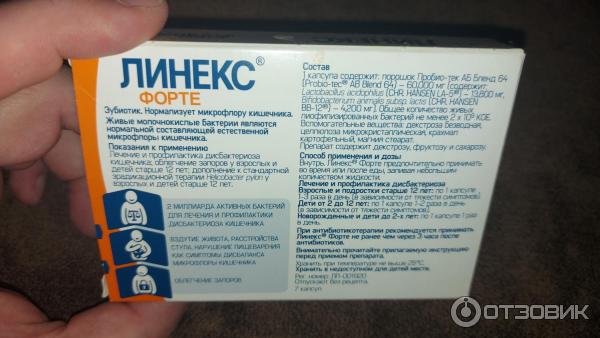 ЛИНЕКС®
ФОРТЕ
Эубиотик. Нормализует микрофлору кишечника.
Живые молочнокислые бактерии являются
нормальной составляющей естественной
микрофлоры кишечника.
Показания к применению
Лечение и профилактика дисбактериоза
кишечника; облегчение запоров у взрослых и
детей старше 12 лет; дополнение к стандартной
эрадикационной терапии Helicobacter pylori у
взрослых и детей старше 12 лет.
2 МИЛЛИАРДА АКТИВНЫХ БАКТЕРИЙ
ДЛЯ ЛЕЧЕНИЯ И ПРОФИЛАКТИКИ
ДИСБАКТЕРИОЗА КИШЕЧНИКА
ВЗДУТИЕ ЖИВОТА, РАССТРОЙСТВА
СТУЛА, НАРУШЕНИЕ ПИЩЕВАРЕНИЯ
КАК СИМПТОМЫ ДИСБАЛАНСА
МИКРОФЛОРЫ КИШЕЧНИКА
ОБЛЕГЧЕНИЕ ЗАПОРОВ
Состав
1 капсула содержит: порошок Пробио-тек АБ Бленд 64
(Probio-tec® AB Blend 64) – 60,000 мг (содержит:
Lactobacillus acidophilus (CHR. HANSEN LA-5®) – 13,800 мг,
Bifidobacterium animalis subsp. lactis (CHR. HANSEN
BB-12®) – 4,200 мг). Общее количество живых
лиофилизированных бактерий не менее 2 x 10⁹ КОЕ.
Вспомогательные вещества: декстроза безводная,
целлюлоза микрокристаллическая, крахмал
картофельный, магния стеарат.
Препарат содержит декстрозу, фруктозу и сахарозу.
Способ применения и дозы
Внутрь. Линекс® Форте предпочтительно принимать
во время или после еды, запивая небольшим
количеством жидкости.
Лечение и профилактика дисбактериоза
Взрослые и подростки старше 12 лет: по 1 капсуле
1-3 раза в день (в зависимости от тяжести симптомов).
Дети от 2 до 12 лет: по 1 капсуле 1-2 раза в день
(в зависимости от тяжести симптомов).
Новорожденные и дети до 2-х лет: по 1 капсуле 1 раз
в день.
При антибиотикотерапии рекомендуется принимать
Линекс® Форте не ранее чем через 3 часа после
антибиотиков.
Внимательно прочитайте прилагаемую инструкцию
перед приемом препарата.
Хранить при температуре не выше 25°C.
Хранить в недоступном для детей месте.
Рег. номер: ЛП-001920
Отпускают без рецепта.
7 капсул
ОТЗОВИК